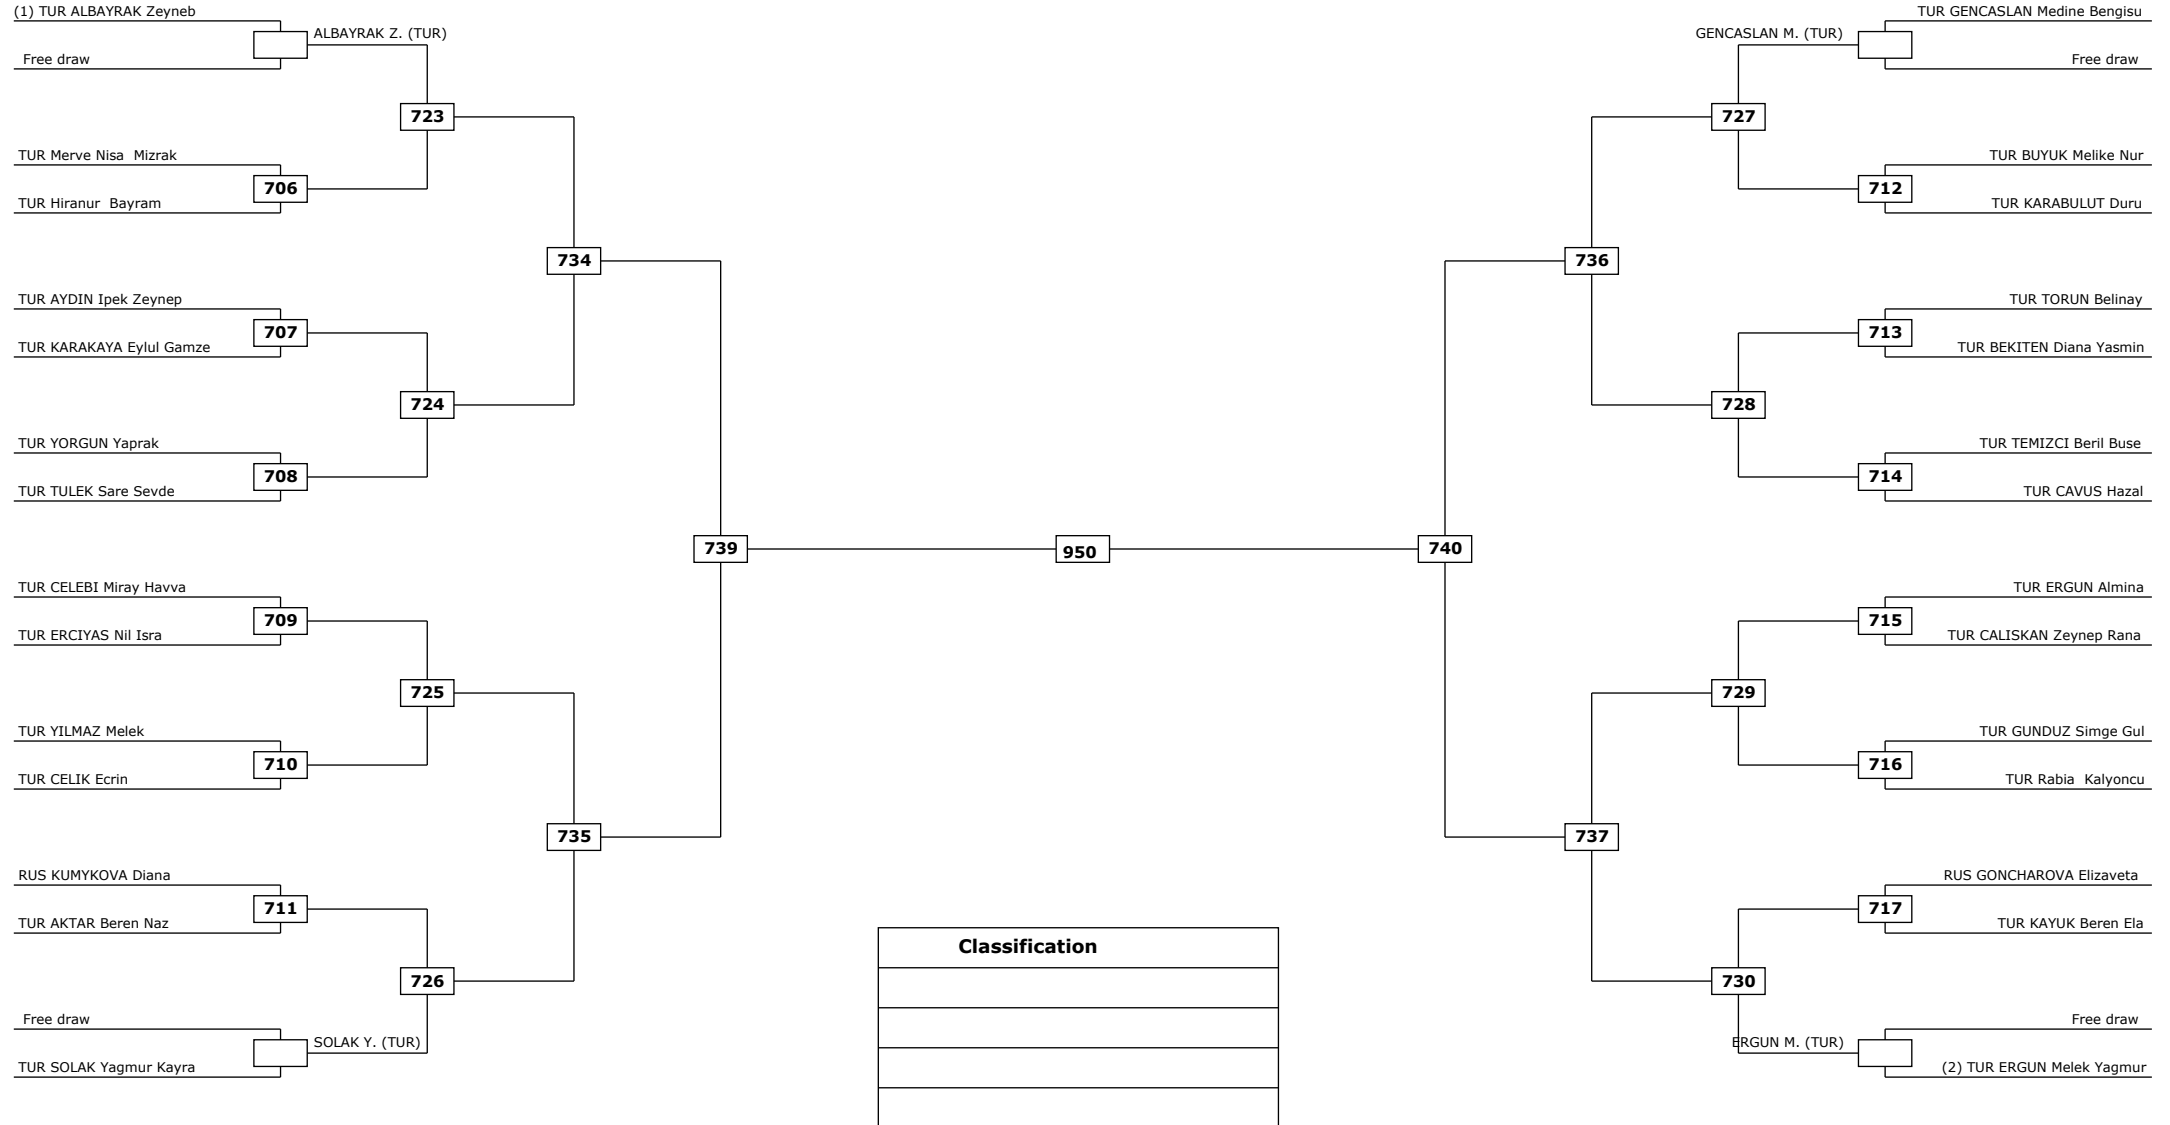 (1) TUR ALBAYRAK Zeyneb
ALBAYRAK Z. (TUR)
Free draw
723
TUR Merve Nisa  Mizrak
706
TUR Hiranur  Bayram
734
TUR AYDIN Ipek Zeynep
707
TUR KARAKAYA Eylul Gamze
724
TUR YORGUN Yaprak
708
TUR TULEK Sare Sevde
739
TUR CELEBI Miray Havva
709
TUR ERCIYAS Nil Isra
725
TUR YILMAZ Melek
710
TUR CELIK Ecrin
735
RUS KUMYKOVA Diana
711
TUR AKTAR Beren Naz
726
Free draw
SOLAK Y. (TUR)
TUR SOLAK Yagmur Kayra
950
Classification
TUR GENCASLAN Medine Bengisu
GENCASLAN M. (TUR)
Free draw
727
TUR BUYUK Melike Nur
712
TUR KARABULUT Duru
736
TUR TORUN Belinay
713
TUR BEKITEN Diana Yasmin
728
TUR TEMIZCI Beril Buse
714
TUR CAVUS Hazal
740
TUR ERGUN Almina
715
TUR CALISKAN Zeynep Rana
729
TUR GUNDUZ Simge Gul
716
TUR Rabia  Kalyoncu
737
RUS GONCHAROVA Elizaveta
717
TUR KAYUK Beren Ela
730
Free draw
ERGUN M. (TUR)
(2) TUR ERGUN Melek Yagmur